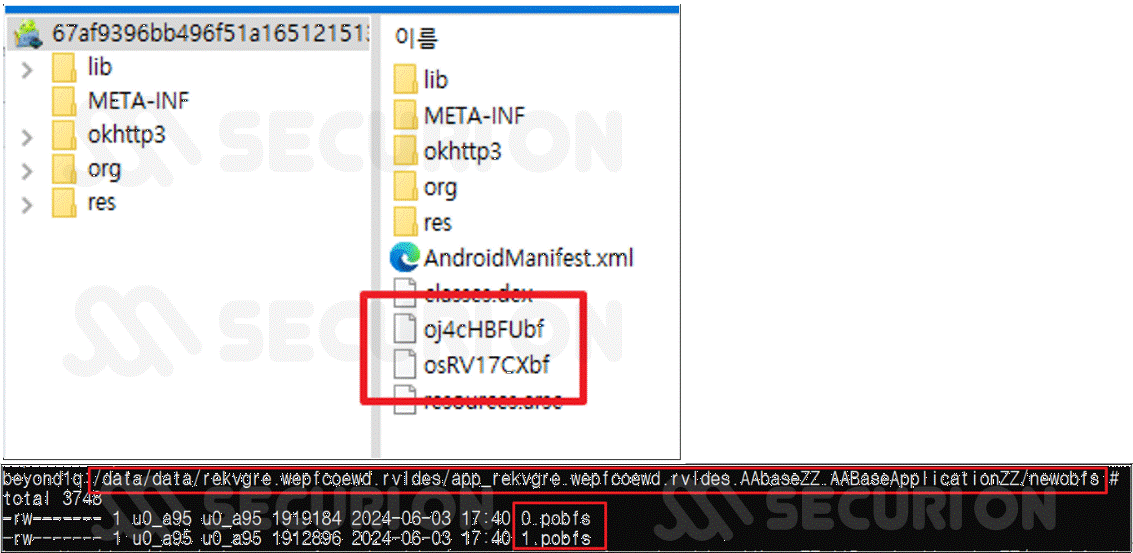 67af9396bb496f51a16512151
이름
lib
META-INF
okhttp3
org
res
lib
META-INF
okhttp3
org
res
AndroidManifest.xml
classes.dex
oj4cHBFUbf
osRV17CXbf
resources.arsc
SECURION
SECURION
beyond1q:/data/data/rekvgre.wepfcoewd.rvides/app_rekvgre.wepfcoewd.rvides.AAbaseZZ.AABaseApplicationZZ/newobfs #
total 3748
-rw------- 1 u0_a95 u0_a95 1919184 2024-06-03 17:40 0.pobfs
-rw------- 1 u0_a95 u0_a95 1912896 2024-06-03 17:40 1.pobfs
SECURION
SECURION